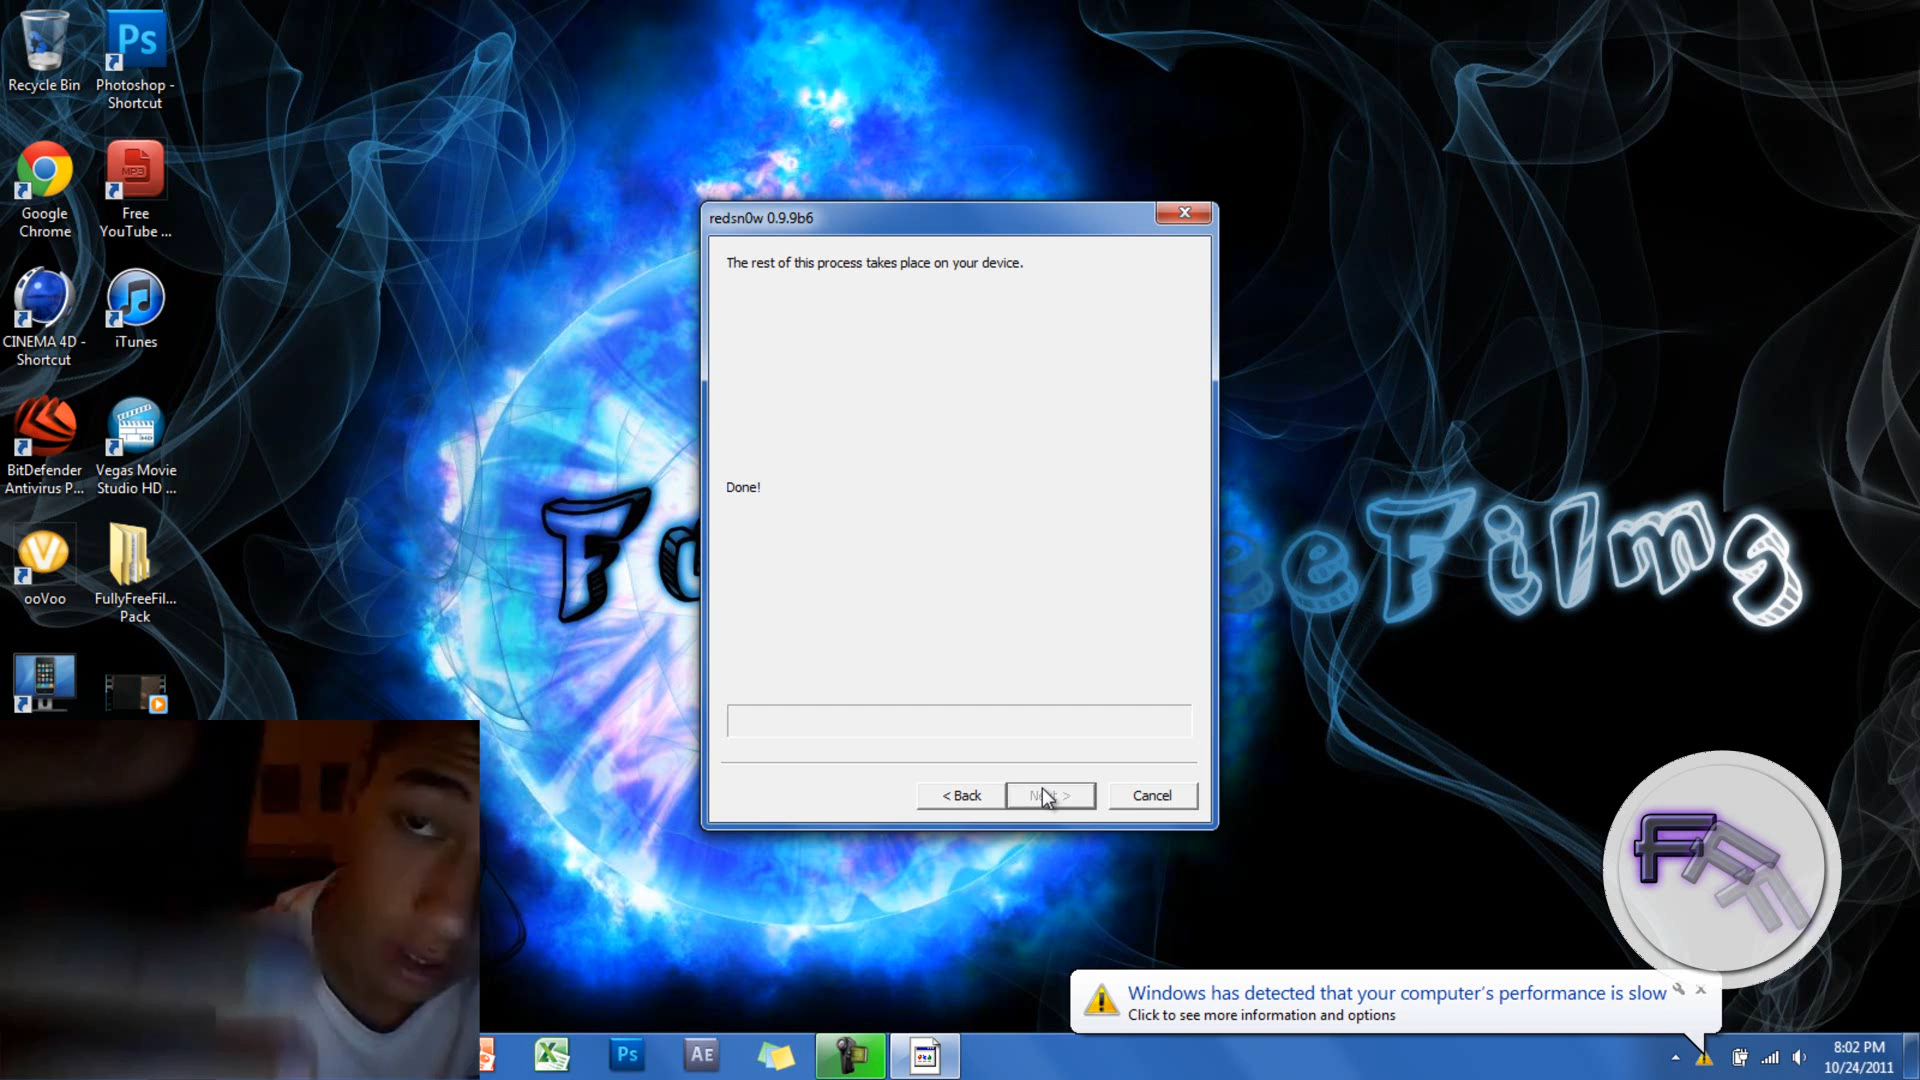 Recycle Bin
Photoshop -
Shortcut
Google
Chrome
Free
YouTube ...
CINEMA 4D -
Shortcut
iTunes
BitDefender
Antivirus P...
Vegas Movie
Studio HD ...
ooVoo
FullyFreeFil...
Pack
redsn0w 0.9.9b6
The rest of this process takes place on your device.
Done!
< Back
Next >
Cancel
eeFilms
Windows has detected that your computer's performance is slow
Click to see more information and options
Ps
AE
8:02 PM
10/24/2011